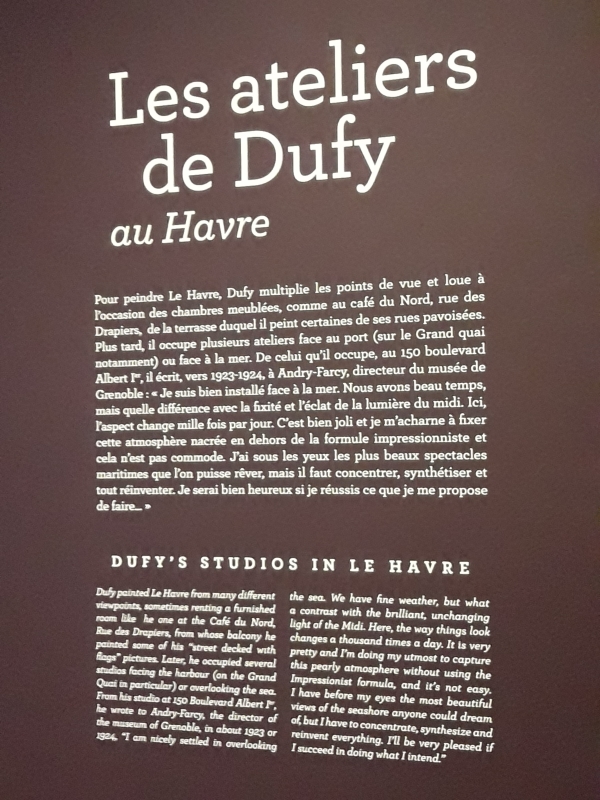 Les ateliers
de Dufy
au Havre
Pour peindre Le Havre, Dufy multiplie les points de vue et loue à
l'occasion des chambres meublées, comme au café du Nord, rue des
Drapiers, de la terrasse duquel il peint certaines de ses rues pavoisées.
Plus tard, il occupe plusieurs ateliers face au port (sur le Grand quai
notamment) ou face à la mer. De celui qu'il occupe, au 150 boulevard
Albert Iᵉʳ, il écrit, vers 1923-1924, à Andry-Farcy, directeur du musée de
Grenoble : « Je suis bien installé face à la mer. Nous avons beau temps,
mais quelle différence avec la fixité et l'éclat de la lumière du midi. Ici,
l'aspect change mille fois par jour. C'est bien joli et je m'acharne à fixer
cette atmosphère nacrée en dehors de la formule impressionniste et
cela n'est pas commode. J'ai sous les yeux les plus beaux spectacles
maritimes que l'on puisse rêver, mais il faut concentrer, synthétiser et
tout réinventer. Je serai bien heureux si je réussis ce que je me propose
de faire... »
DUFY'S STUDIOS IN LE HAVRE
Dufy painted Le Havre from many different
viewpoints, sometimes renting a furnished
room like he one at the Café du Nord,
Rue des Drapiers, from whose balcony he
painted some of his "street decked with
flags" pictures. Later, he occupied several
studios facing the harbour (on the Grand
Quai in particular) or overlooking the sea.
From his studio at 150 Boulevard Albert Iᵉʳ,
he wrote to Andry-Farcy, the director of
the museum of Grenoble, in about 1923 or
1924, "I am nicely settled in overlooking
the sea. We have fine weather, but what
a contrast with the brilliant, unchanging
light of the Midi. Here, the way things look
changes a thousand times a day. It is very
pretty and I'm doing my utmost to capture
this pearly atmosphere without using the
Impressionist formula, and it's not easy.
I have before my eyes the most beautiful
views of the seashore anyone could dream
of, but I have to concentrate, synthesize and
reinvent everything. I'll be very pleased if
I succeed in doing what I intend."